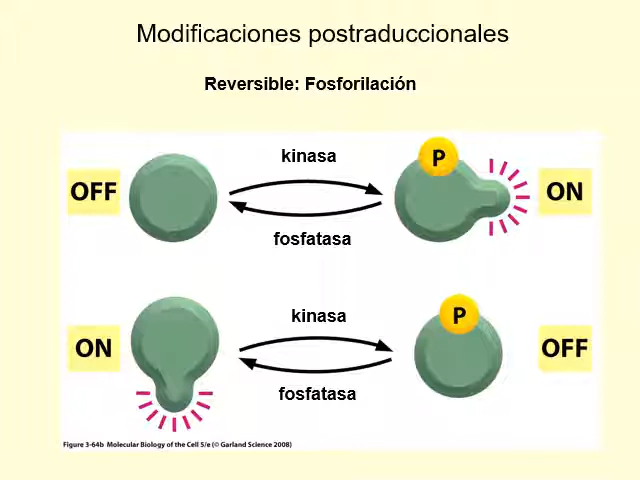 Modificaciones postraduccionales
Reversible: Fosforilación
kinasa
P
OFF
ON
fosfatasa
kinasa
P
ON
OFF
fosfatasa
Figure 3-64b Molecular Biology of the Cell 5/e (© Garland Science 2008)